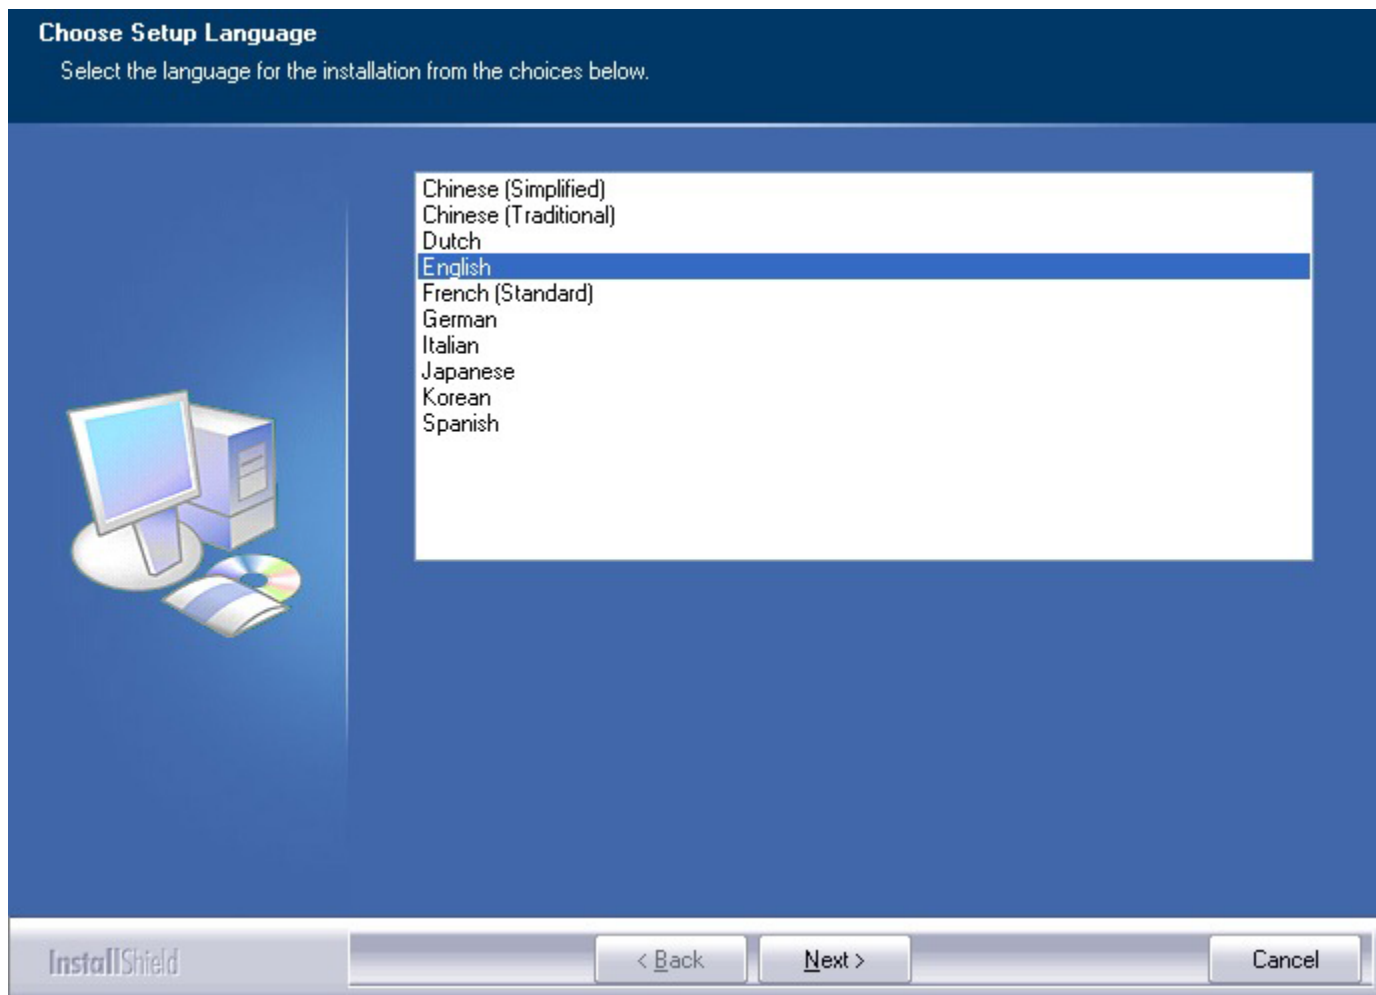 Choose Setup Language
Select the language for the installation from the choices below.
Chinese (Simplified)
Chinese (Traditional)
Dutch
English
French (Standard)
German
Italian
Japanese
Korean
Spanish
InstallShield
< Back
Next >
Cancel